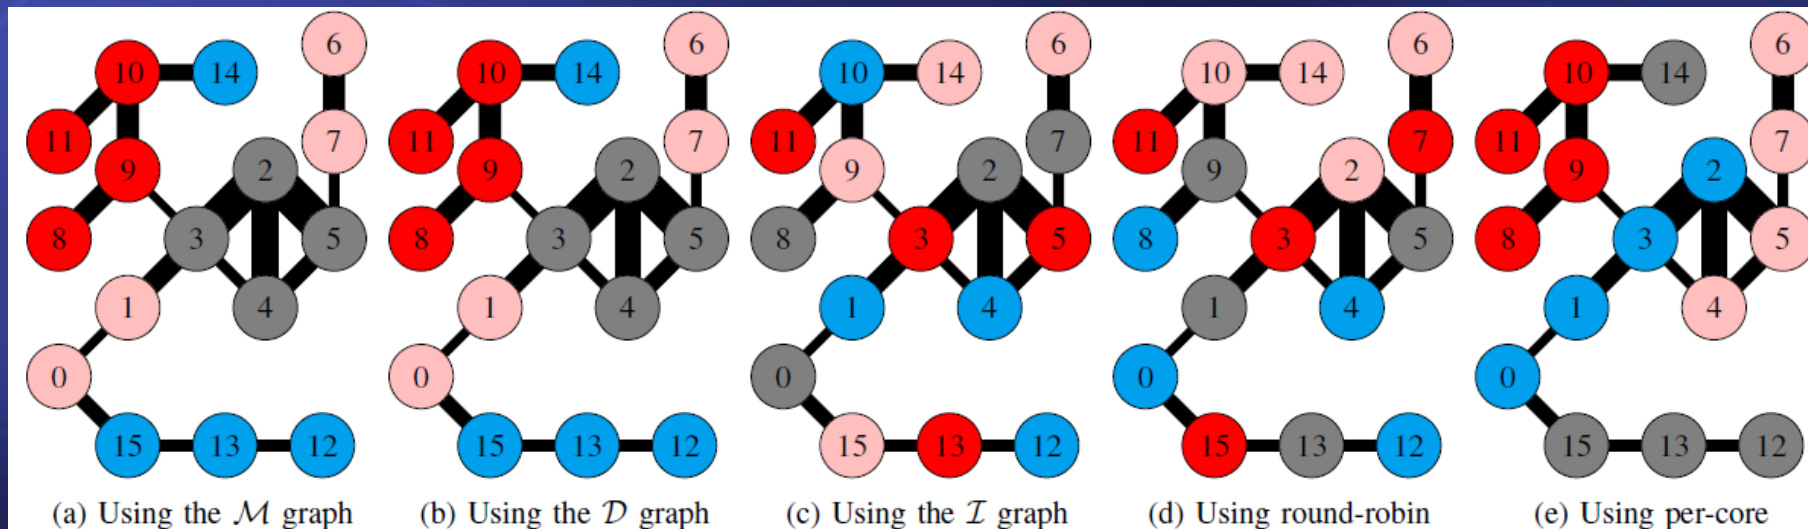 6 6 6 6 6
10 14 10 14 10 14 10 14 10 14
11 7 11 7 11 7 11 7 11 7
9 2 9 2 9 2 9 2 9 2
8 3 5 8 3 5 8 3 5 8 3 5 8 3 5
1 4 1 4 1 4 1 4 1 4
0 0 0 0 0
15 13 12 15 13 12 15 13 12 15 13 12 15 13 12
(a) Using the ℳ graph (b) Using the 𝒟 graph (c) Using the ℐ graph (d) Using round-robin (e) Using per-core